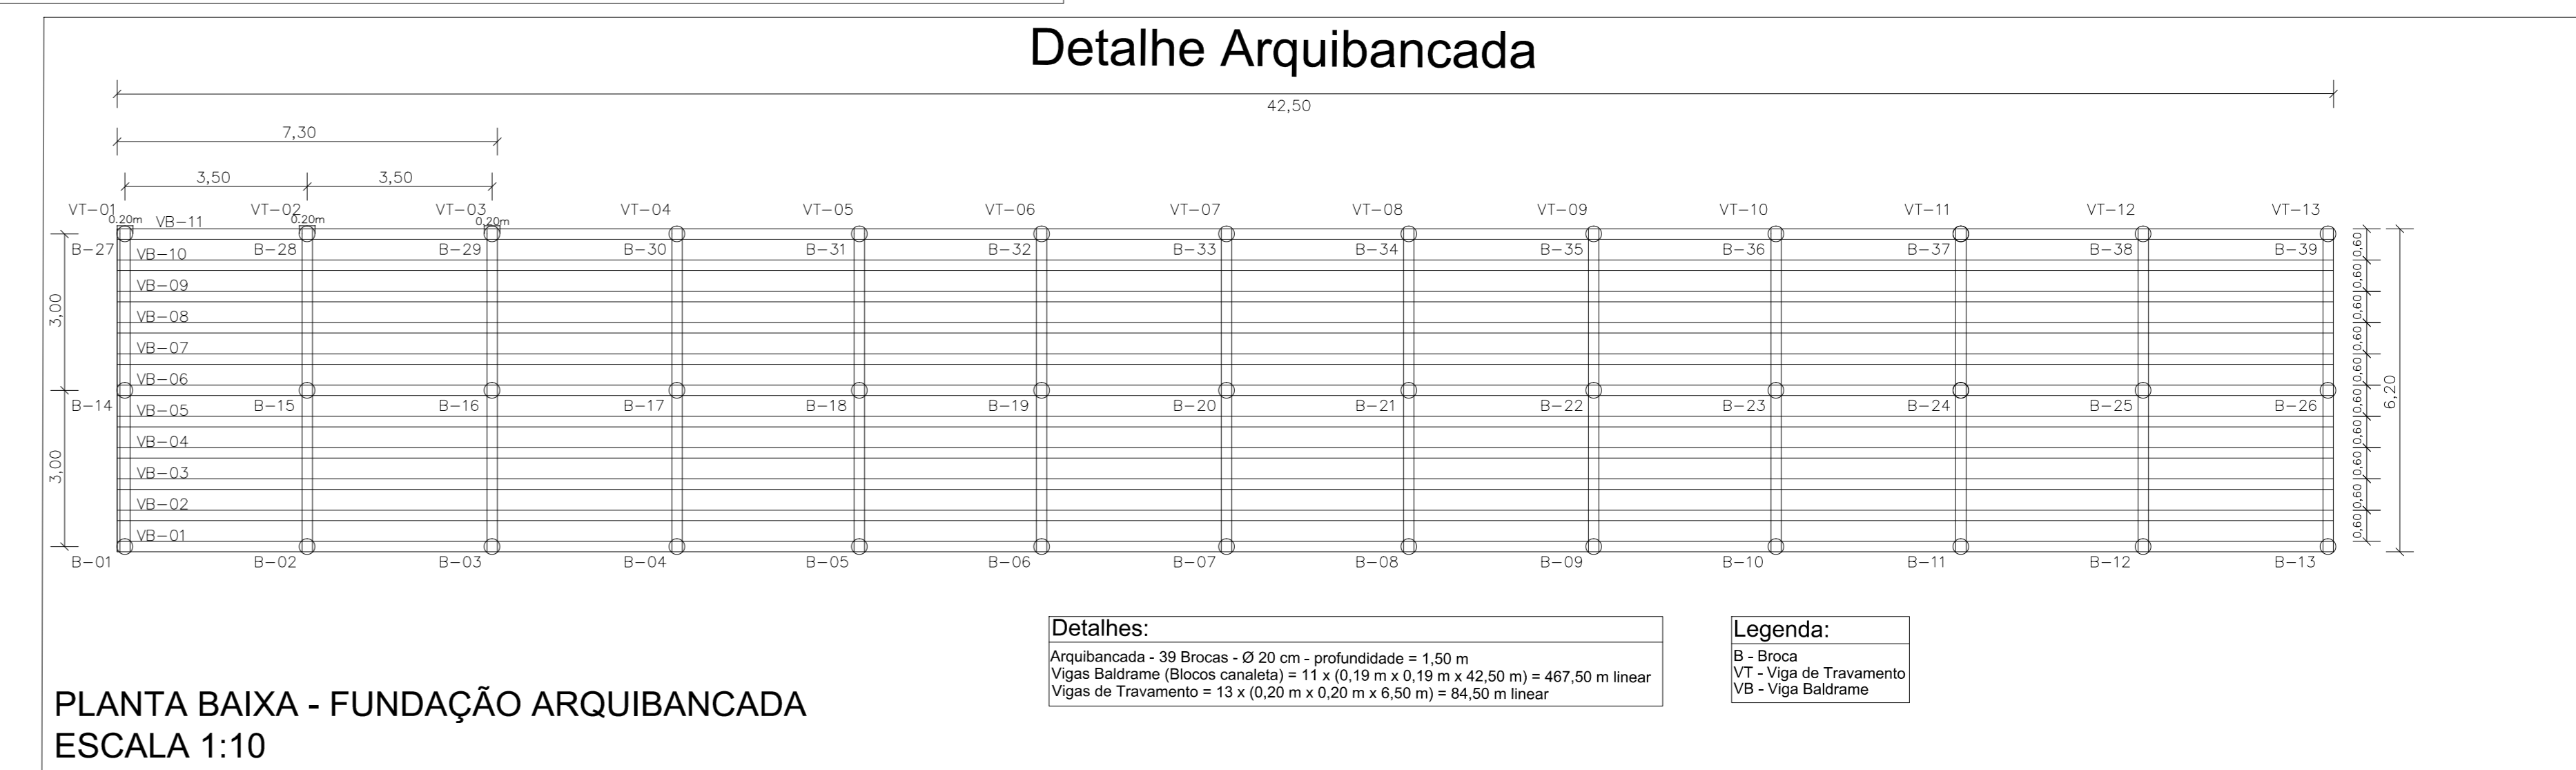 Detalhe Arquibancada
42,50
7,30
3,50 3,50
VT-01 VT-02 VT-03 VT-04 VT-05 VT-06 VT-07 VT-08 VT-09 VT-10 VT-11 VT-12 VT-13
0.20m VB-11 0.20m 0.20m
B-27 B-28 B-29 B-30 B-31 B-32 B-33 B-34 B-35 B-36 B-37 B-38 B-39
VB-10
VB-09
VB-08
VB-07
VB-06
3,00
0,60 0,60 0,60 0,60 0,60 0,60 0,60 0,60 0,60 0,60
6,20
B-14 B-15 B-16 B-17 B-18 B-19 B-20 B-21 B-22 B-23 B-24 B-25 B-26
VB-05
VB-04
VB-03
VB-02
VB-01
3,00
B-01 B-02 B-03 B-04 B-05 B-06 B-07 B-08 B-09 B-10 B-11 B-12 B-13
Detalhes:
Arquibancada - 39 Brocas - Ø 20 cm - profundidade = 1,50 m
Vigas Baldrame (Blocos canaleta) = 11 x (0,19 m x 0,19 m x 42,50 m) = 467,50 m linear
Vigas de Travamento = 13 x (0,20 m x 0,20 m x 6,50 m) = 84,50 m linear
Legenda:
B - Broca
VT - Viga de Travamento
VB - Viga Baldrame
PLANTA BAIXA - FUNDAÇÃO ARQUIBANCADA
ESCALA 1:10